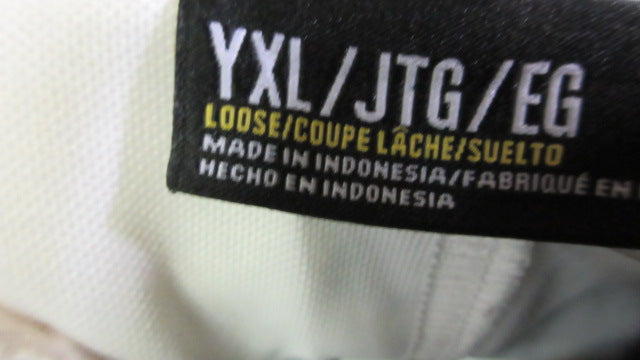 YXL/JTG/EG
LOOSE/COUPE LÂCHE/SUELTO
MADE IN INDONESIA/FABRIQUÉ EN
HECHO EN INDONESIA